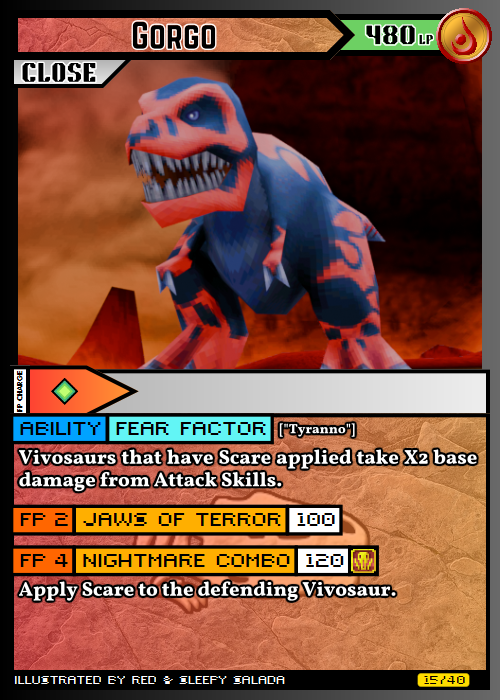 GORGO
480 LP
CLOSE
FP CHARGE
ABILITY FEAR FACTOR ["Tyranno"]
Vivosaurs that have Scare applied take X2 base
damage from Attack Skills.
FP 2 JAWS OF TERROR 100
FP 4 NIGHTMARE COMBO 120
Apply Scare to the defending Vivosaur.
ILLUSTRATED BY RED & SLEEPY SALADA 15/40